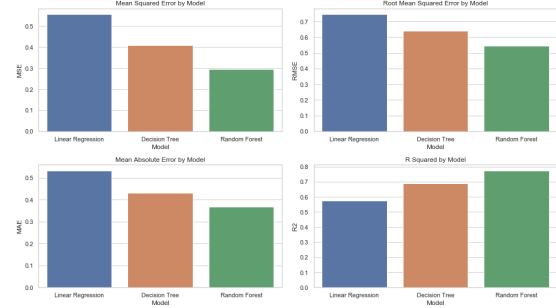 Mean Squared Error by Model
MSE
0.5
0.4
0.3
0.2
0.1
0.0
Linear Regression Decision Tree Random Forest
Model
Root Mean Squared Error by Model
RMSE
0.7
0.6
0.5
0.4
0.3
0.2
0.1
0.0
Linear Regression Decision Tree Random Forest
Model
Mean Absolute Error by Model
MAE
0.5
0.4
0.3
0.2
0.1
0.0
Linear Regression Decision Tree Random Forest
Model
R Squared by Model
R2
0.8
0.7
0.6
0.5
0.4
0.3
0.2
0.1
0.0
Linear Regression Decision Tree Random Forest
Model